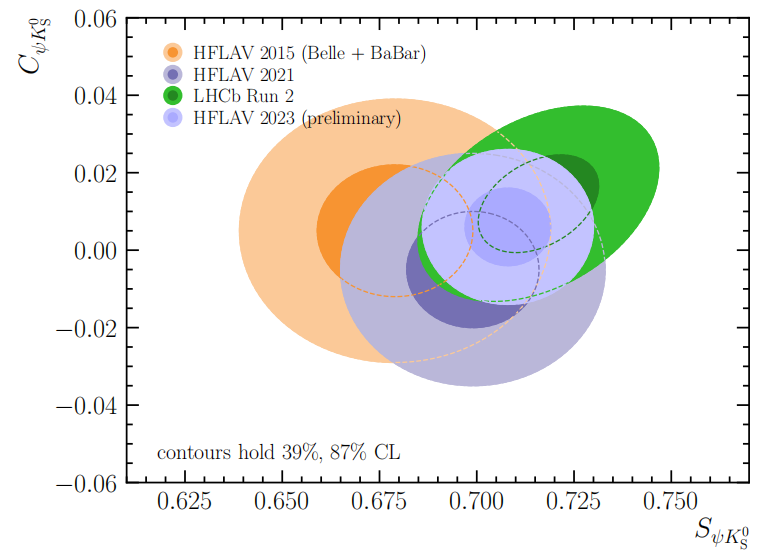 C_{ψK_S^0}
0.06
0.04
0.02
0.00
−0.02
−0.04
−0.06
HFLAV 2015 (Belle + BaBar)
HFLAV 2021
LHCb Run 2
HFLAV 2023 (preliminary)
contours hold 39%, 87% CL
0.625 0.650 0.675 0.700 0.725 0.750
S_{ψK_S^0}